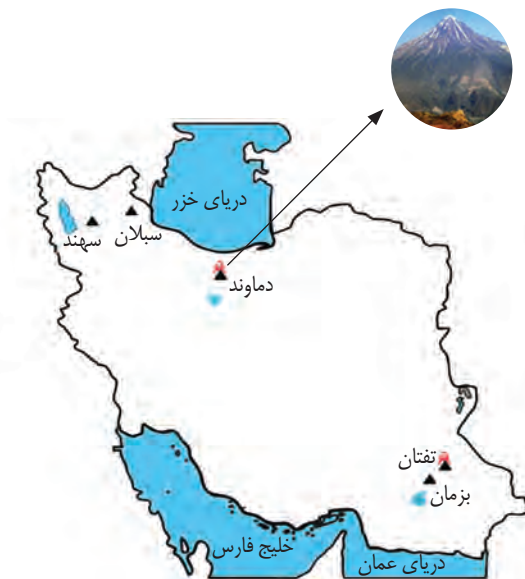 دریای خزر
سبلان
سهند
دماوند
تفتان
بزمان
خلیج فارس
دریای عمان